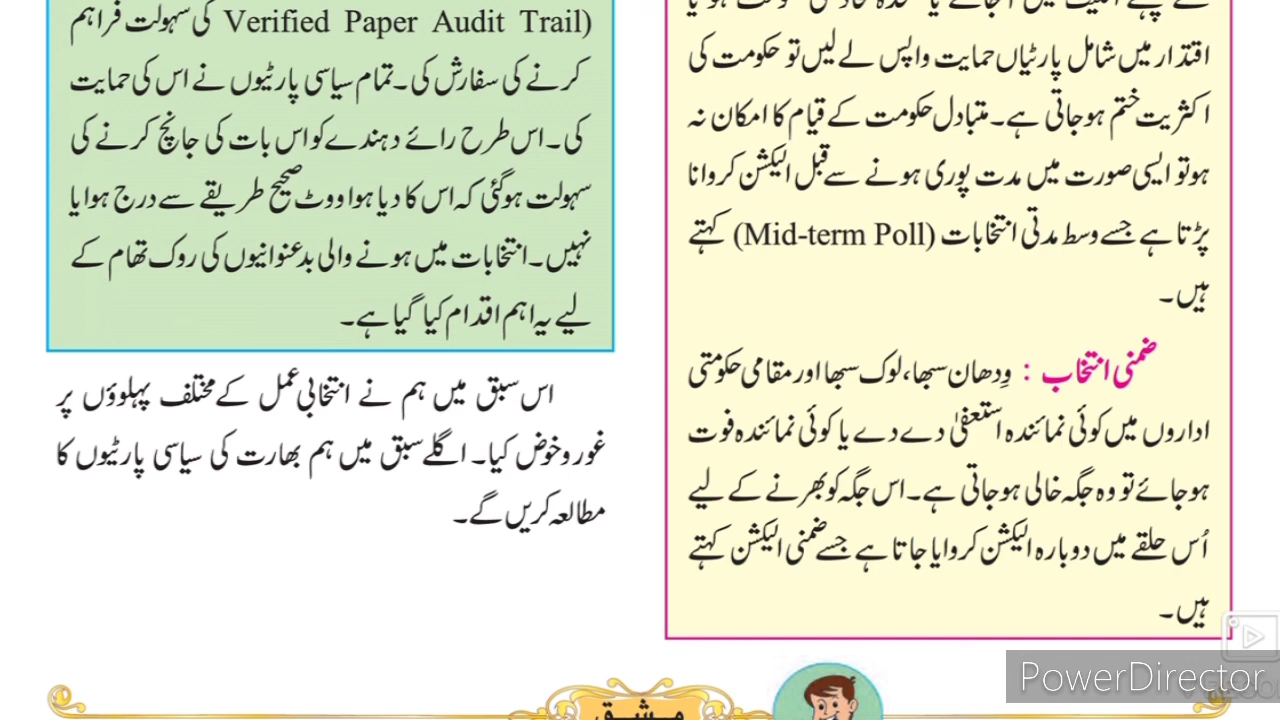 اقتدار میں شامل پارٹیاں حمایت واپس لے لیں تو حکومت کی
اکثریت ختم ہوجاتی ہے۔ متبادل حکومت کے قیام کا امکان نہ
ہو تو ایسی صورت میں مدت پوری ہونے سے قبل الیکشن کروانا
پڑتا ہے جسے وسط مدتی انتخابات (Mid-term Poll) کہتے
ہیں۔
ضمنی انتخاب : وِدھان سبھا، لوک سبھا اور مقامی حکومتی
اداروں میں کوئی نمائندہ استعفیٰ دے دے یا کوئی نمائندہ فوت
ہوجائے تو وہ جگہ خالی ہوجاتی ہے۔ اس جگہ کو بھرنے کے لیے
اُس حلقے میں دوبارہ الیکشن کروایا جاتا ہے جسے ضمنی الیکشن کہتے
ہیں۔
Verified Paper Audit Trail) کی سہولت فراہم
کرنے کی سفارش کی۔ تمام سیاسی پارٹیوں نے اس کی حمایت
کی۔ اس طرح رائے دہندے کو اس بات کی جانچ کرنے کی
سہولت ہوگئی کہ اس کا دیا ہوا ووٹ صحیح طریقے سے درج ہوا یا
نہیں۔ انتخابات میں ہونے والی بدعنوانیوں کی روک تھام کے
لیے یہ اہم اقدام کیا گیا ہے۔
اس سبق میں ہم نے انتخابی عمل کے مختلف پہلوؤں پر
غور وخوض کیا۔ اگلے سبق میں ہم بھارت کی سیاسی پارٹیوں کا
مطالعہ کریں گے۔
مشق
PowerDirector